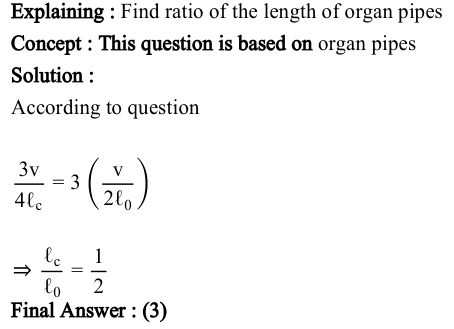 Explaining : Find ratio of the length of organ pipes
Concept : This question is based on organ pipes
Solution :
According to question
3v/4ℓc = 3 (v/2ℓ0)
⇒ ℓc/ℓ0 = 1/2
Final Answer : (3)